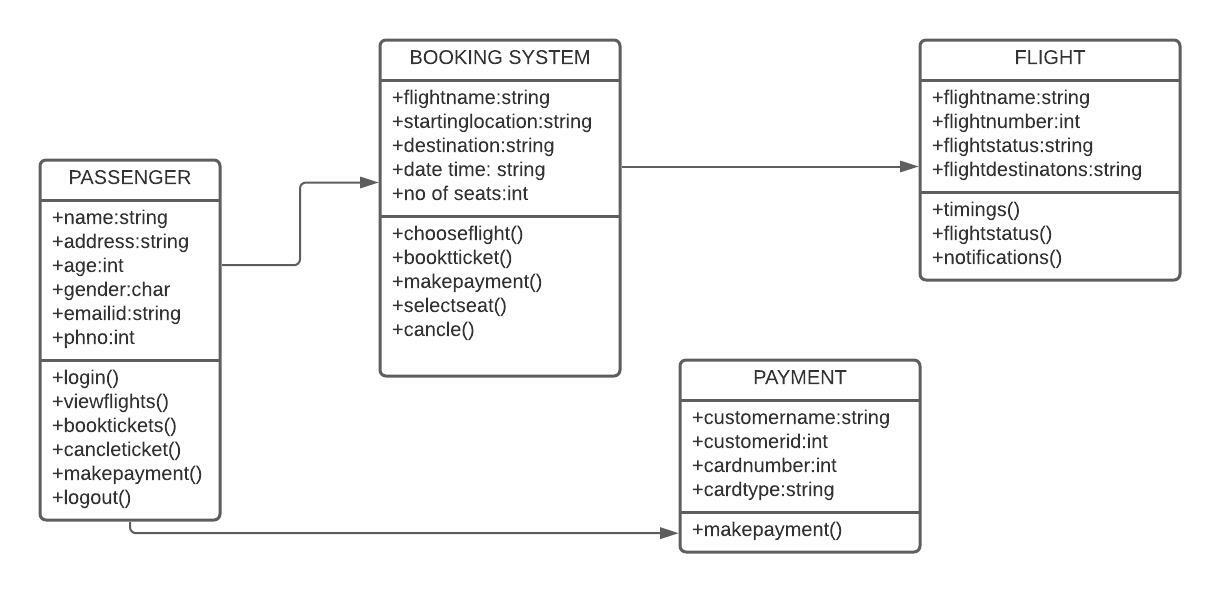 PASSENGER
+name:string
+address:string
+age:int
+gender:char
+emailid:string
+phno:int
+login()
+viewflights()
+booktickets()
+cancleticket()
+makepayment()
+logout()
BOOKING SYSTEM
+flightname:string
+startinglocation:string
+destination:string
+date time: string
+no of seats:int
+chooseflight()
+booktticket()
+makepayment()
+selectseat()
+cancle()
FLIGHT
+flightname:string
+flightnumber:int
+flightstatus:string
+flightdestinatons:string
+timings()
+flightstatus()
+notifications()
PAYMENT
+customername:string
+customerid:int
+cardnumber:int
+cardtype:string
+makepayment()